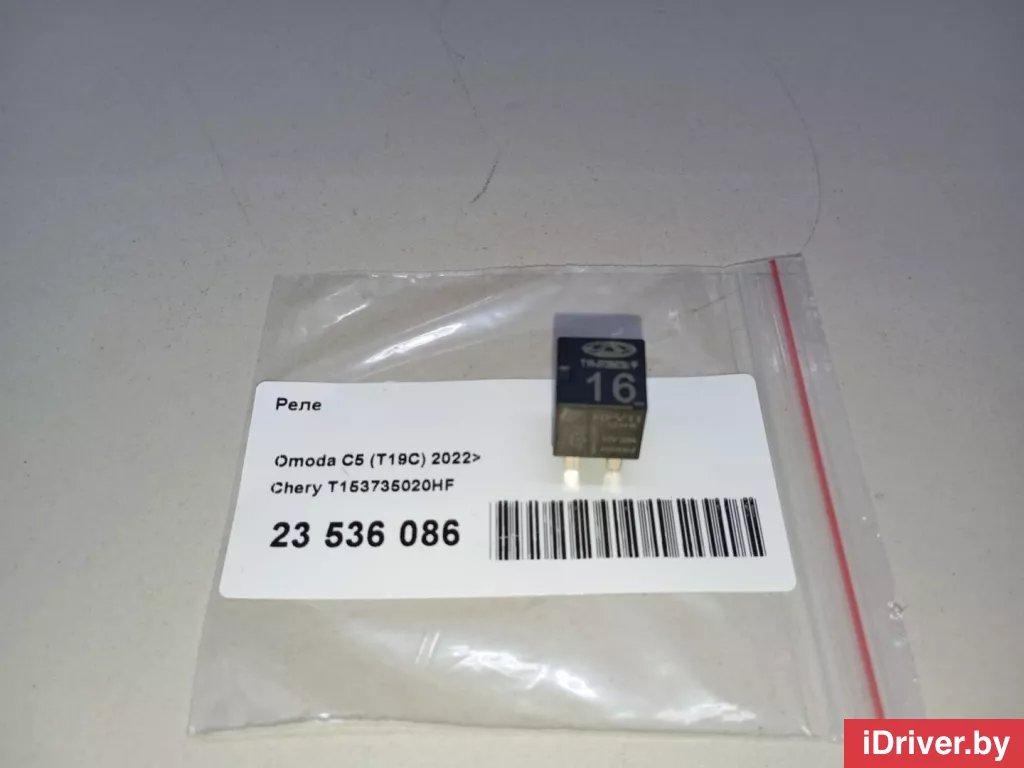 16
Реле
Omoda C5 (T19C) 2022>
Chery T153735020HF
23 536 086
iDriver.by